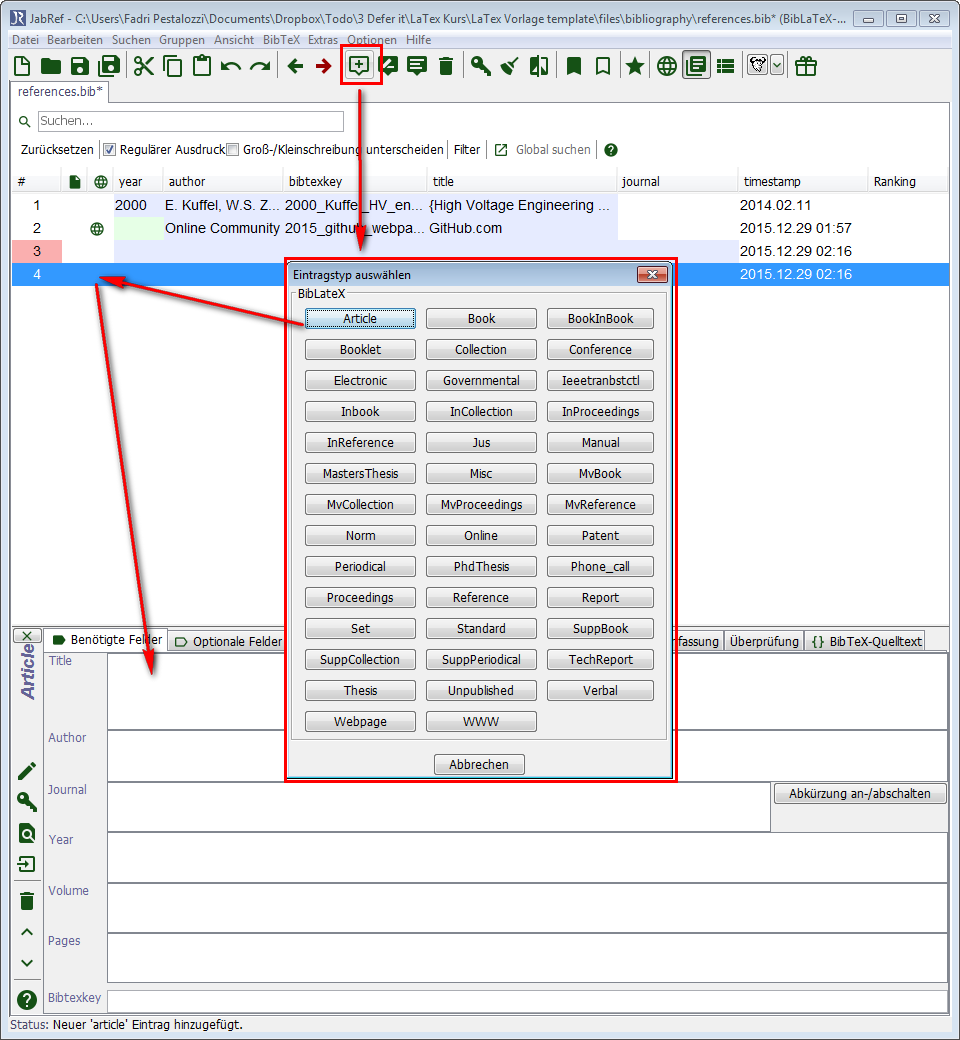 JabRef - C:\Users\Fadri Pestalozzi\Documents\Dropbox\Todo\3 Defer it\LaTex Kurs\LaTex Vorlage template\files\bibliography\references.bib* (BibLaTeX-...
Datei Bearbeiten Suchen Gruppen Ansicht BibTeX Extras Optionen Hilfe
references.bib*
Suchen...
Zurücksetzen Regulärer Ausdruck Groß-/Kleinschreibung unterscheiden Filter Global suchen
# year author bibtexkey title journal timestamp Ranking
1 2000 E. Kuffel, W.S. Z... 2000_Kuffel_HV_en... {High Voltage Engineering ... 2014.02.11
2 Online Community 2015_github_webpa... GitHub.com 2015.12.29 01:57
3 2015.12.29 02:16
4 2015.12.29 02:16
Eintragstyp auswählen
BibLateX
Article Book BookInBook
Booklet Collection Conference
Electronic Governmental Ieeetranbstctl
Inbook InCollection InProceedings
InReference Jus Manual
MastersThesis Misc MvBook
MvCollection MvProceedings MvReference
Norm Online Patent
Periodical PhdThesis Phone_call
Proceedings Reference Report
Set Standard SuppBook
SuppCollection SuppPeriodical TechReport
Thesis Unpublished Verbal
Webpage WWW
Abbrechen
Benötigte Felder Optionale Felder nfassung Überprüfung {} BibTeX-Quelltext
Article
Title
Author
Journal Abkürzung an-/abschalten
Year
Volume
Pages
Bibtexkey
Status: Neuer 'article' Eintrag hinzugefügt.